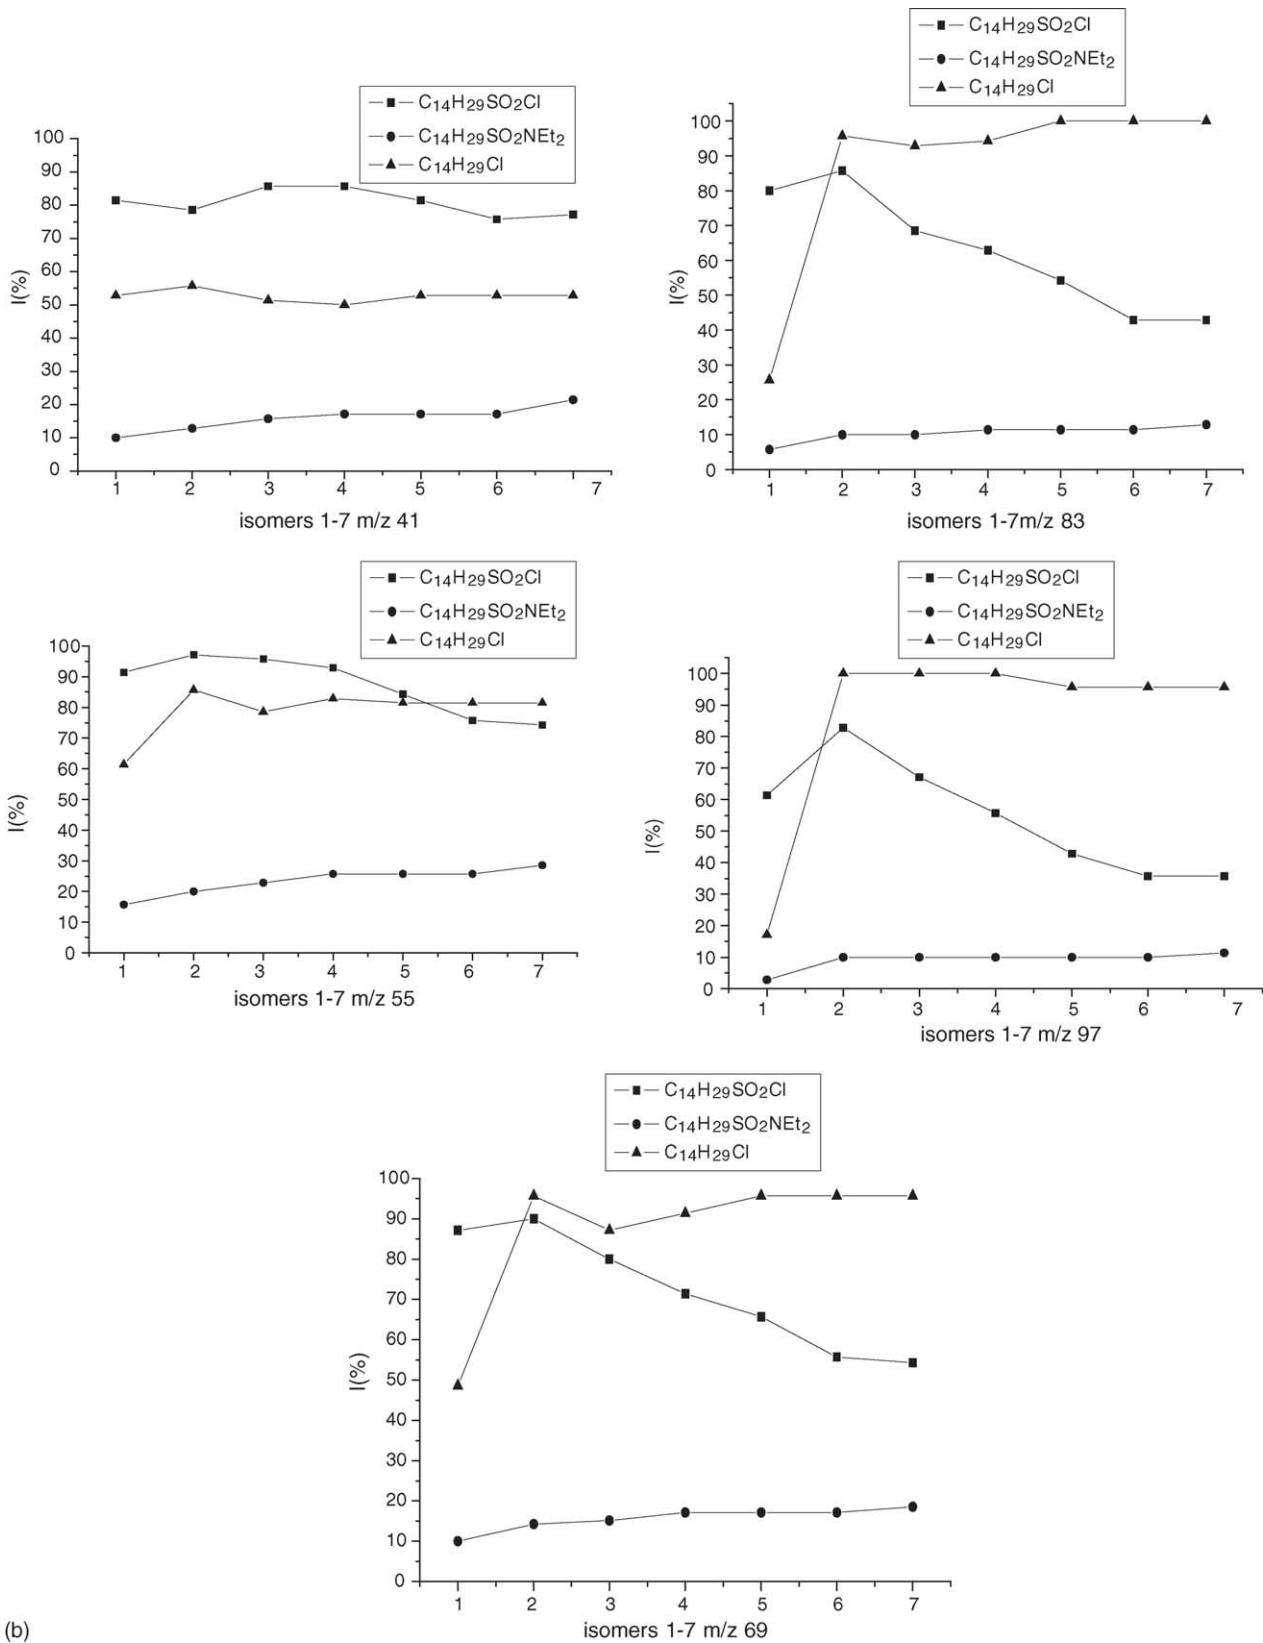 C14H29SO2Cl
C14H29SO2NEt2
C14H29Cl
100
90
80
70
60
50
40
30
20
10
0
I(%)
1 2 3 4 5 6 7
isomers 1-7 m/z 41
C14H29SO2Cl
C14H29SO2NEt2
C14H29Cl
100
90
80
70
60
50
40
30
20
10
0
I(%)
1 2 3 4 5 6 7
isomers 1-7m/z 83
C14H29SO2Cl
C14H29SO2NEt2
C14H29Cl
100
90
80
70
60
50
40
30
20
10
0
I(%)
1 2 3 4 5 6 7
isomers 1-7 m/z 55
C14H29SO2Cl
C14H29SO2NEt2
C14H29Cl
100
90
80
70
60
50
40
30
20
10
0
I(%)
1 2 3 4 5 6 7
isomers 1-7 m/z 97
C14H29SO2Cl
C14H29SO2NEt2
C14H29Cl
100
90
80
70
60
50
40
30
20
10
0
I(%)
1 2 3 4 5 6 7
isomers 1-7 m/z 69
(b)